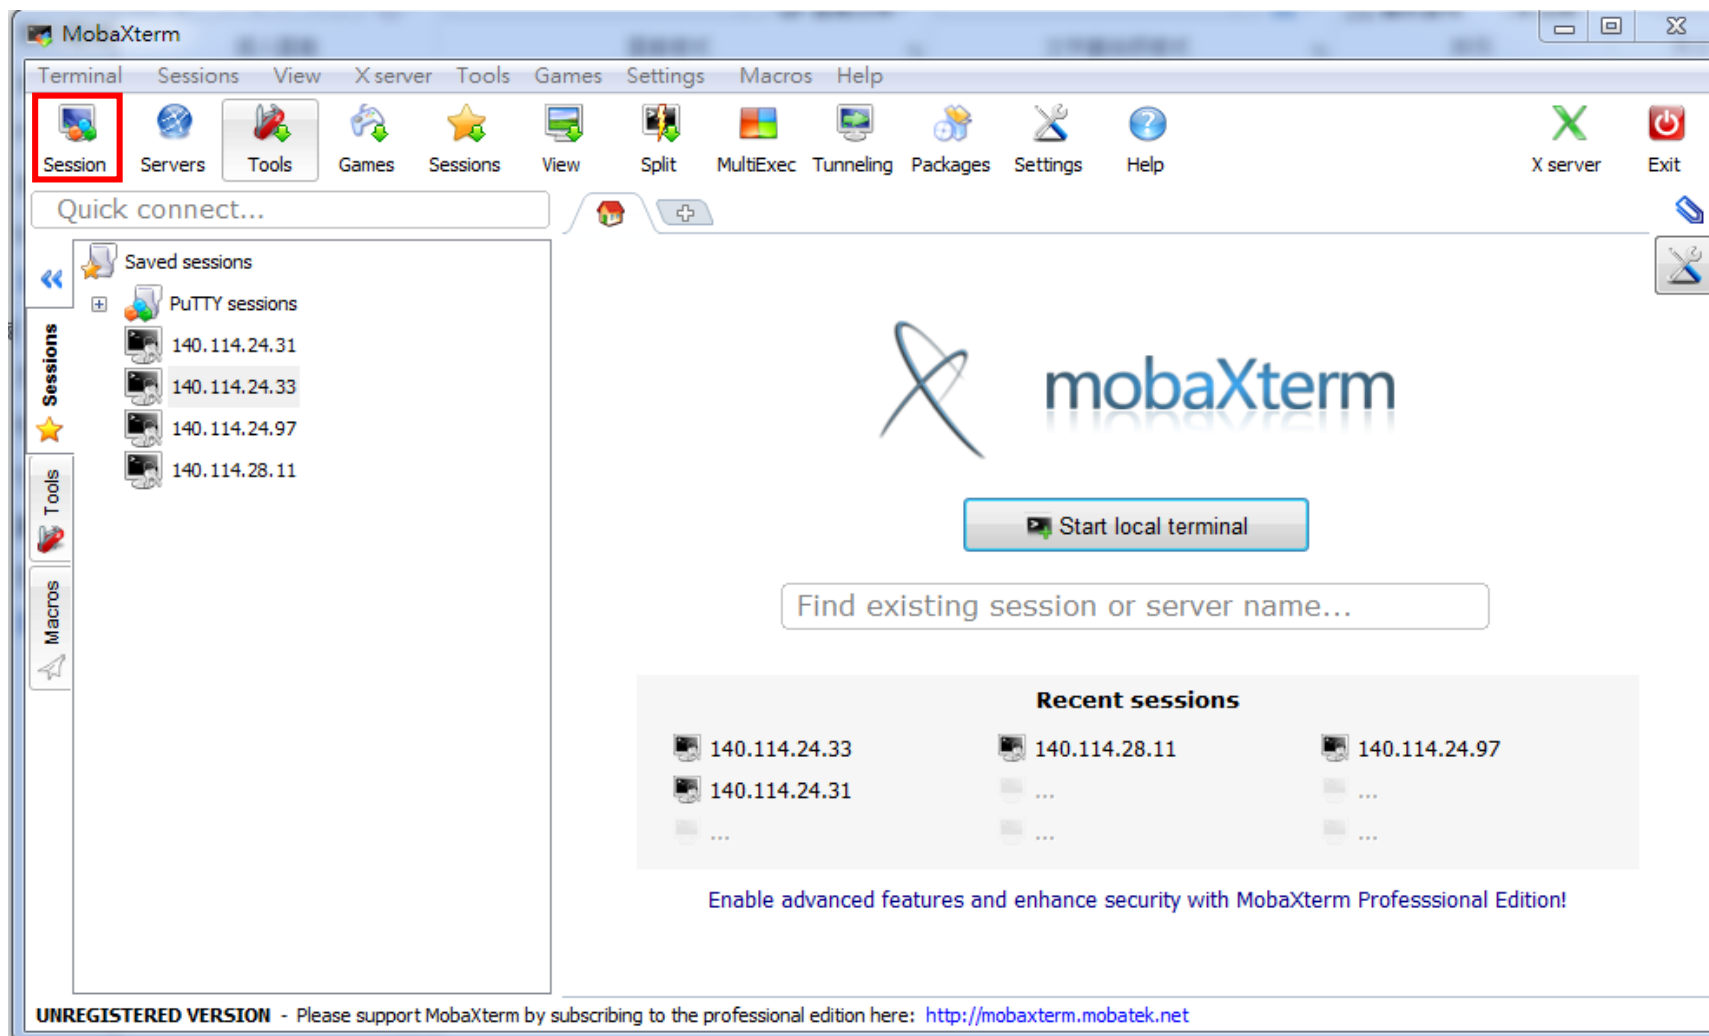 MobaXterm
Terminal Sessions View X server Tools Games Settings Macros Help
Session Servers Tools Games Sessions View Split MultiExec Tunneling Packages Settings Help X server Exit
Quick connect...
Saved sessions
PuTTY sessions
140.114.24.31
140.114.24.33
140.114.24.97
140.114.28.11
Sessions
Tools
Macros
mobaXterm
Start local terminal
Find existing session or server name...
Recent sessions
140.114.24.33 140.114.28.11 140.114.24.97
140.114.24.31 ... ...
... ... ...
Enable advanced features and enhance security with MobaXterm Professsional Edition!
UNREGISTERED VERSION - Please support MobaXterm by subscribing to the professional edition here: http://mobaxterm.mobatek.net